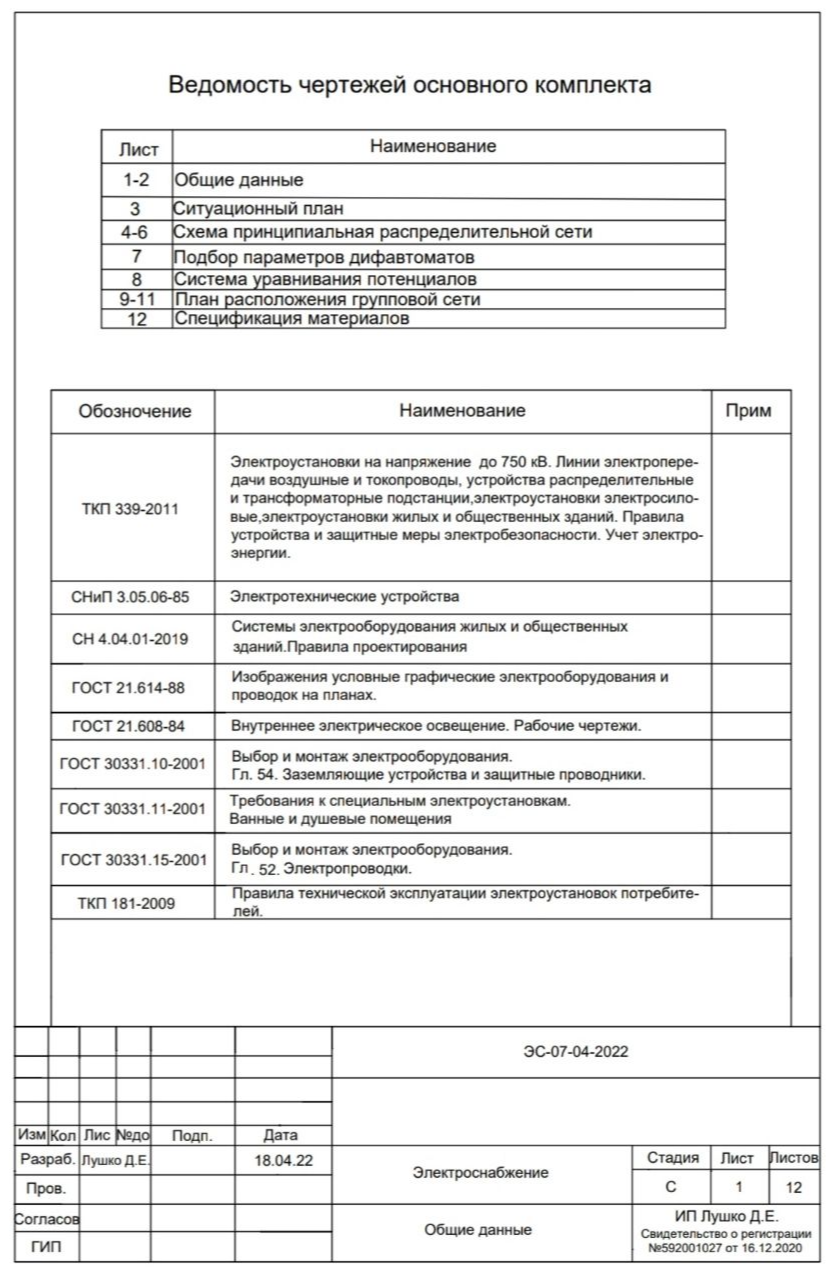 Ведомость чертежей основного комплекта
Лист Наименование
1-2 Общие данные
3 Ситуационный план
4-6 Схема принципиальная распределительной сети
7 Подбор параметров дифавтоматов
8 Система уравнивания потенциалов
9-11 План расположения групповой сети
12 Спецификация материалов
Обозночение Наименование Прим
ТКП 339-2011
Электроустановки на напряжение до 750 кВ. Линии электропере-
дачи воздушные и токопроводы, устройства распределительные
и трансформаторные подстанции,электроустановки электросило-
вые,электроустановки жилых и общественных зданий. Правила
устройства и защитные меры электробезопасности. Учет электро-
энергии.
СНиП 3.05.06-85 Электротехнические устройства
СН 4.04.01-2019
Системы электрооборудования жилых и общественных
зданий.Правила проектирования
ГОСТ 21.614-88
Изображения условные графические электрооборудования и
проводок на планах.
ГОСТ 21.608-84 Внутреннее электрическое освещение. Рабочие чертежи.
ГОСТ 30331.10-2001
Выбор и монтаж электрооборудования.
Гл. 54. Заземляющие устройства и защитные проводники.
ГОСТ 30331.11-2001
Требования к специальным электроустановкам.
Ванные и душевые помещения
ГОСТ 30331.15-2001
Выбор и монтаж электрооборудования.
Гл. 52. Электропроводки.
ТКП 181-2009
Правила технической эксплуатации электроустановок потребите-
лей.
ЭС-07-04-2022
Изм Кол Лис №до Подп. Дата
Разраб. Лушко Д.Е. 18.04.22
Пров.
Согласов
ГИП
Электроснабжение
Стадия Лист Листов
С 1 12
Общие данные
ИП Лушко Д.Е.
Свидетельство о регистрации
№592001027 от 16.12.2020